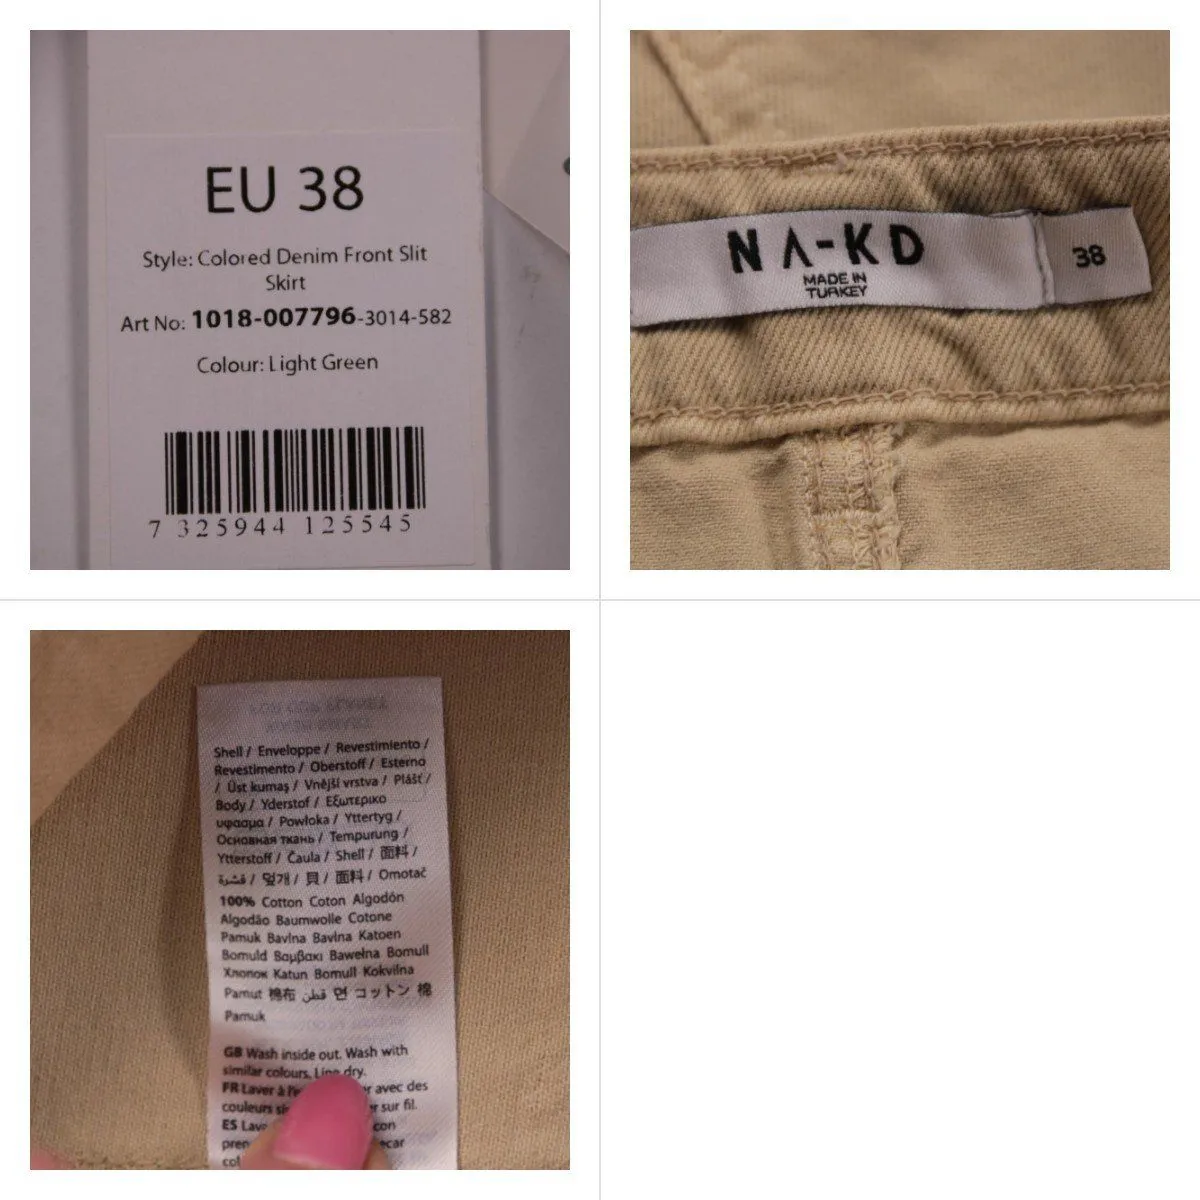 EU 38
Style: Colored Denim Front Slit
Skirt
Art No: 1018-007796-3014-582
Colour: Light Green
7 325944 125545
NA-KD
MADE IN
TURKEY
38
Shell / Enveloppe / Revestimiento /
Revestimento / Oberstoff / Esterno
/ Üst kumaş / Vnější vrstva / Plášť /
Body / Yderstof / Εξωτερικο
υφασμα / Powłoka / Yttertyg /
Основная ткань / Tempurung /
Ytterstoff / Čaula / Shell / 面料 /
قشرة / 겉개 / 貝 / 面料 / Omotač
100% Cotton Coton Algodón
Algodão Baumwolle Cotone
Pamuk Bavlna Bavlna Katoen
Bomuld Βαμβακι Bawełna Bomull
Хлопок Katun Bomull Kokvilna
Pamut 棉布 قطن 면 コットン 棉
Pamuk
GB Wash inside out. Wash with
similar colours. Line dry.
FR Laver à avec des
couleurs sur fil.
ES con